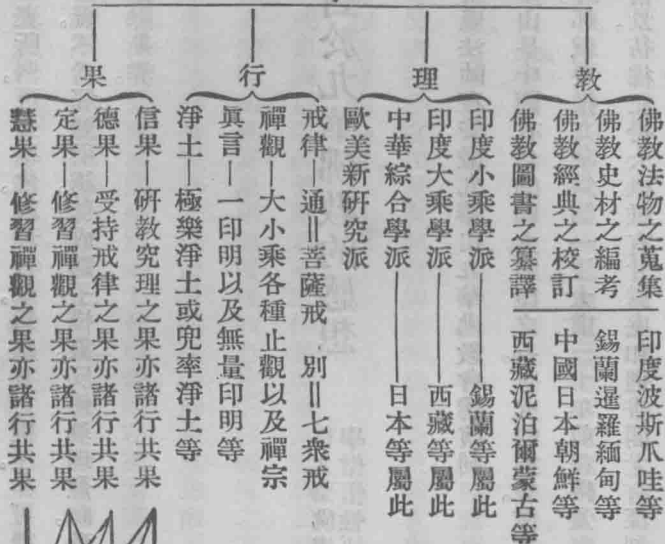 教
佛教法物之蒐集
佛教史材之編考
佛教經典之校訂
佛教圖書之纂譯
印度波斯爪哇等
錫蘭暹羅緬甸等
中國日本朝鮮等
西藏泥泊爾蒙古等
理
印度小乘學派——錫蘭等屬此
印度大乘學派——西藏等屬此
中華綜合學派——日本等屬此
歐美新研究派
行
戒律—通‖菩薩戒 別‖七衆戒
禪觀—大小乘各種止觀以及禪宗
眞言—一印明以及無量印明等
淨土—極樂淨土或兜率淨土等
果
信果—研教究理之果亦諸行共果
德果—受持戒律之果亦諸行共果
定果—修習禪觀之果亦諸行共果
慧果—修習禪觀之果亦諸行共果